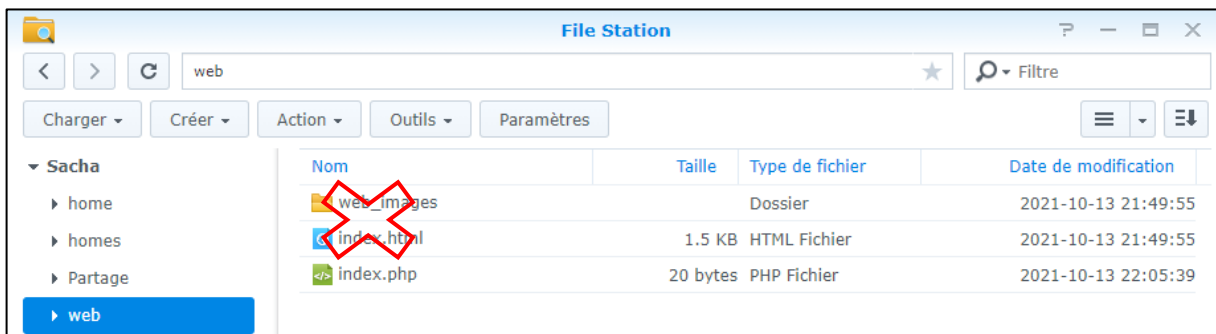 File Station
web
Filtre
Charger Créer Action Outils Paramètres
Sacha
home
homes
Partage
web
Nom Taille Type de fichier Date de modification
web_images Dossier 2021-10-13 21:49:55
index.html 1.5 KB HTML Fichier 2021-10-13 21:49:55
index.php 20 bytes PHP Fichier 2021-10-13 22:05:39